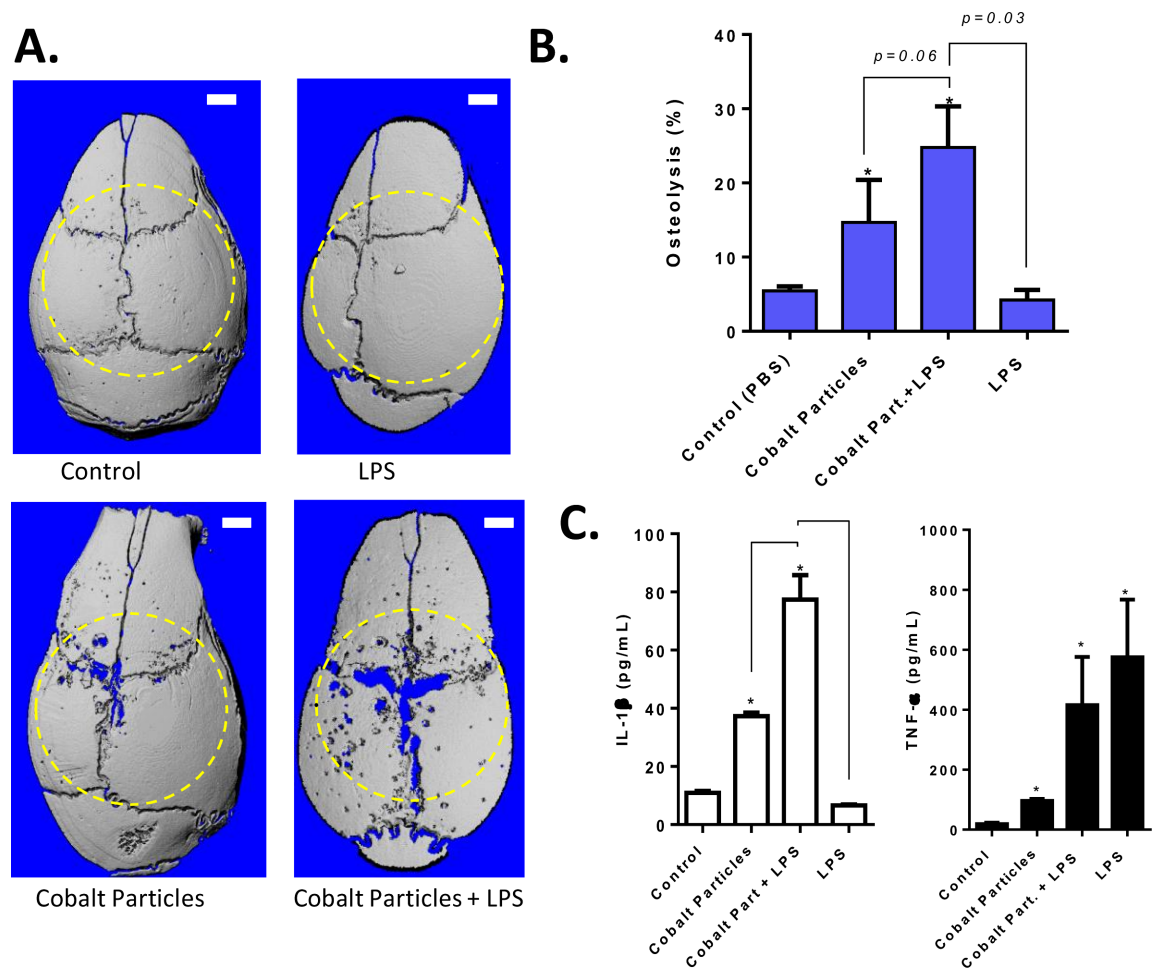 A.
Control
LPS
Cobalt Particles
Cobalt Particles + LPS
B.
p=0.03
p=0.06
Osteolysis (%)
40
30
20
10
0
*
*
Control (PBS)
Cobalt Particles
Cobalt Part.+LPS
LPS
C.
IL-1β (pg/mL)
100
80
60
40
20
0
*
*
Control
Cobalt Particles
Cobalt Part + LPS
LPS
TNF-α (pg/mL)
1000
800
600
400
200
0
*
*
*
Control
Cobalt Particles
Cobalt Part. + LPS
LPS